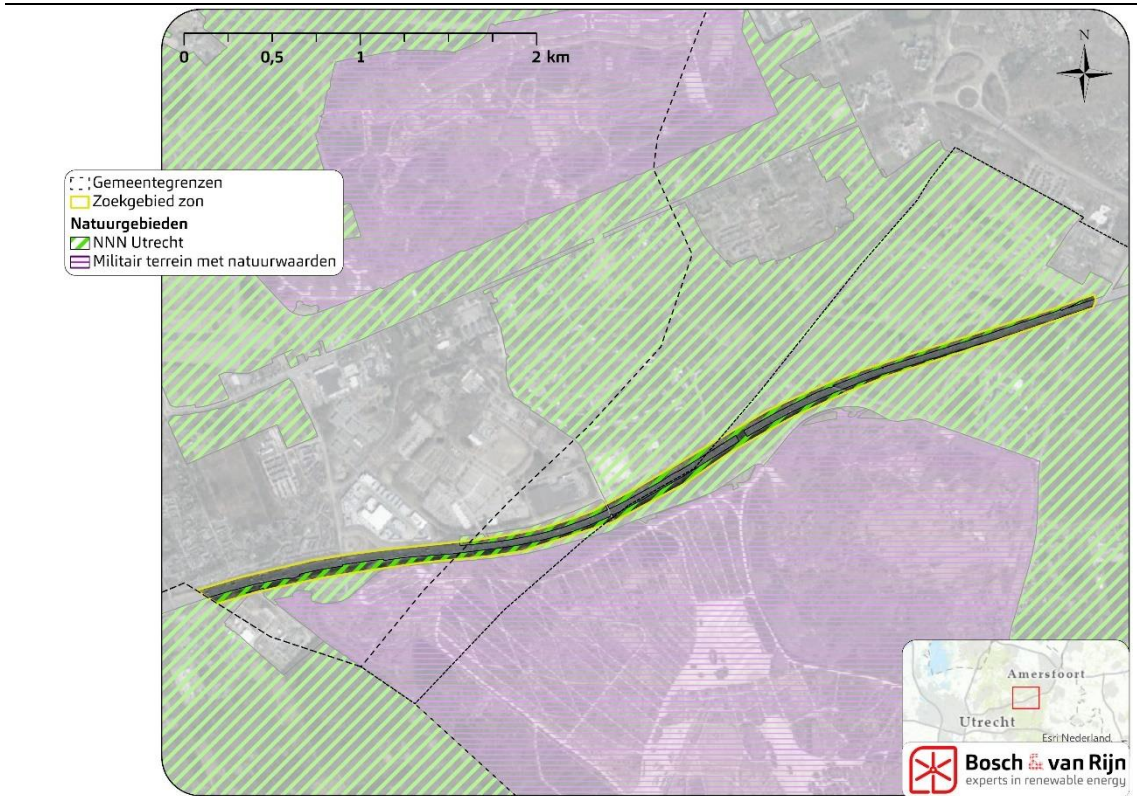 0 0,5 1 2 km
N
Gemeentegrenzen
Zoekgebied zon
Natuurgebieden
NNN Utrecht
Militair terrein met natuurwaarden
Amersfoort
Utrecht
Esri Nederland,
Bosch & van Rijn
experts in renewable energy